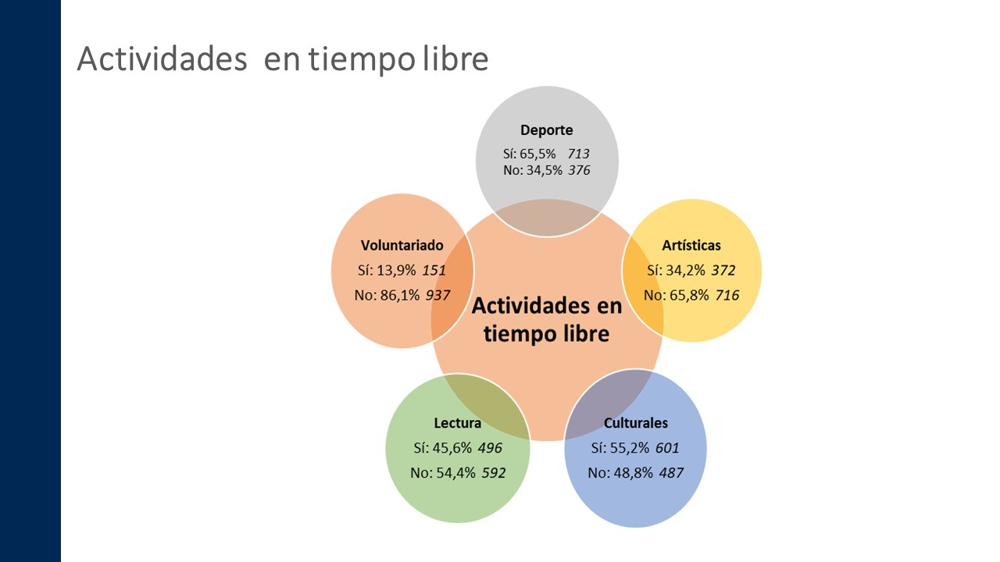 Actividades en tiempo libre
Deporte
Sí: 65,5% 713
No: 34,5% 376
Voluntariado
Sí: 13,9% 151
No: 86,1% 937
Artísticas
Sí: 34,2% 372
No: 65,8% 716
Actividades en
tiempo libre
Lectura
Sí: 45,6% 496
No: 54,4% 592
Culturales
Sí: 55,2% 601
No: 48,8% 487